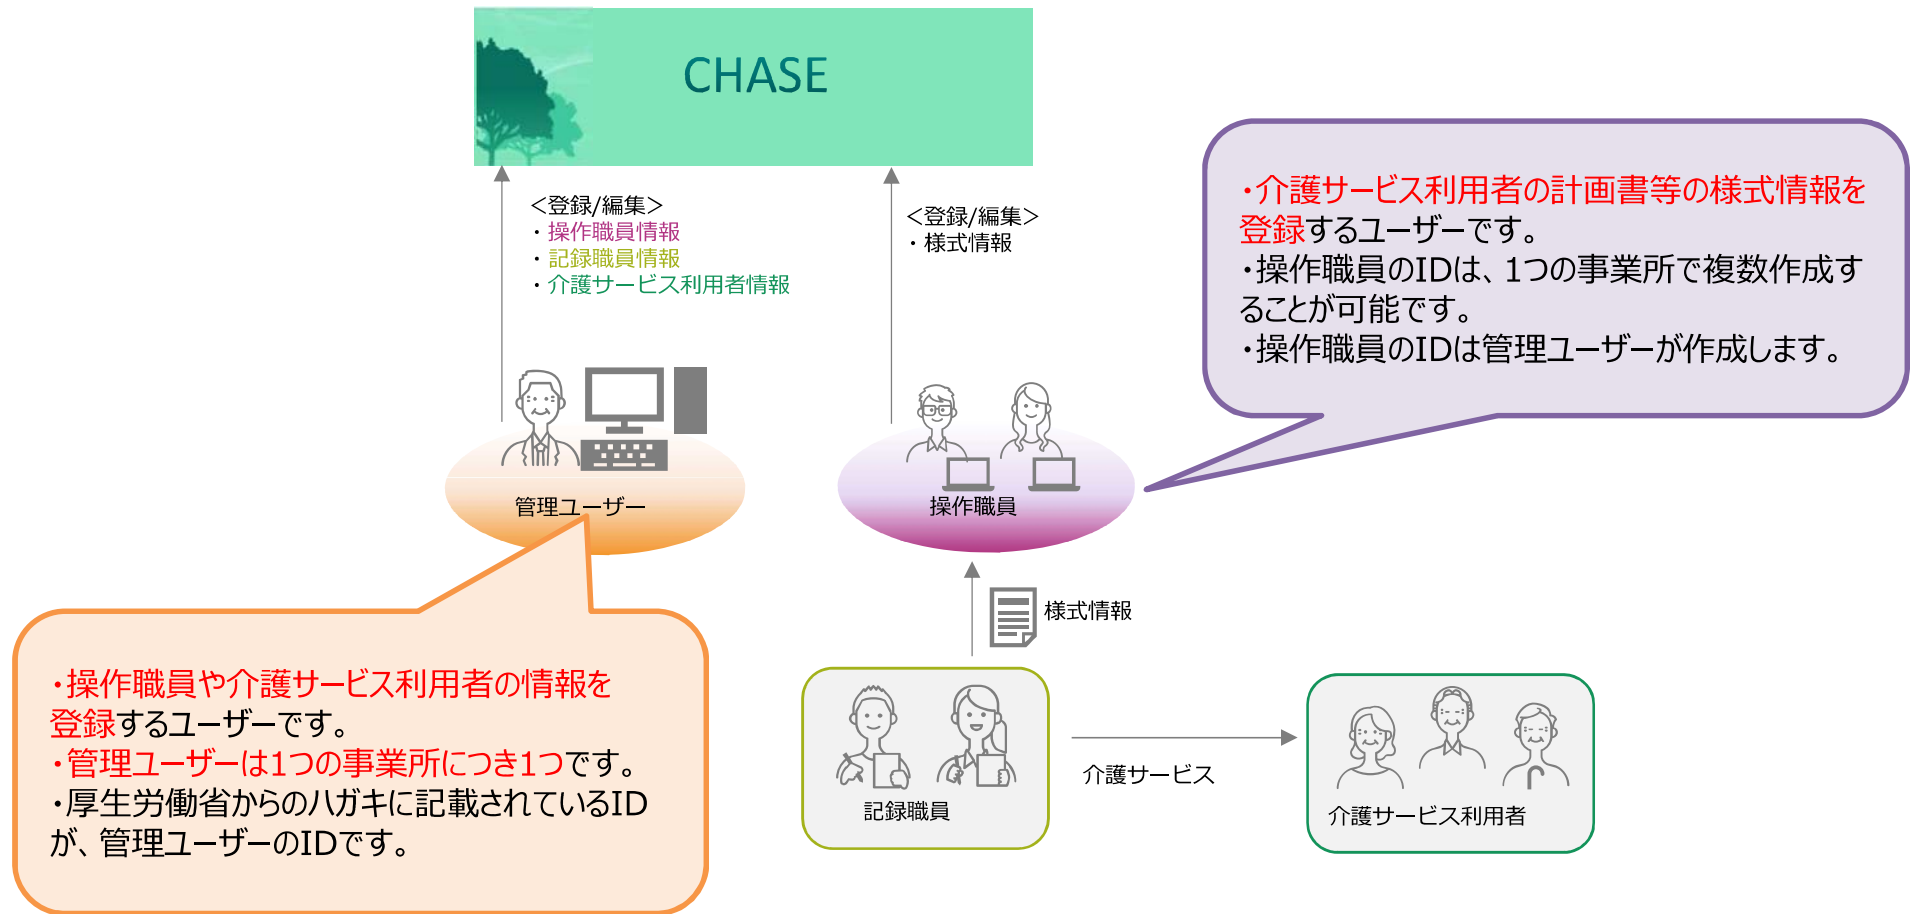 CHASE
<登録/編集>
・操作職員情報
・記録職員情報
・介護サービス利用者情報
<登録/編集>
・様式情報
・介護サービス利用者の計画書等の様式情報を
登録するユーザーです。
・操作職員のIDは、1つの事業所で複数作成す
ることが可能です。
・操作職員のIDは管理ユーザーが作成します。
管理ユーザー
操作職員
様式情報
・操作職員や介護サービス利用者の情報を
登録するユーザーです。
・管理ユーザーは1つの事業所につき1つです。
・厚生労働省からのハガキに記載されているID
が、管理ユーザーのIDです。
記録職員
介護サービス
介護サービス利用者